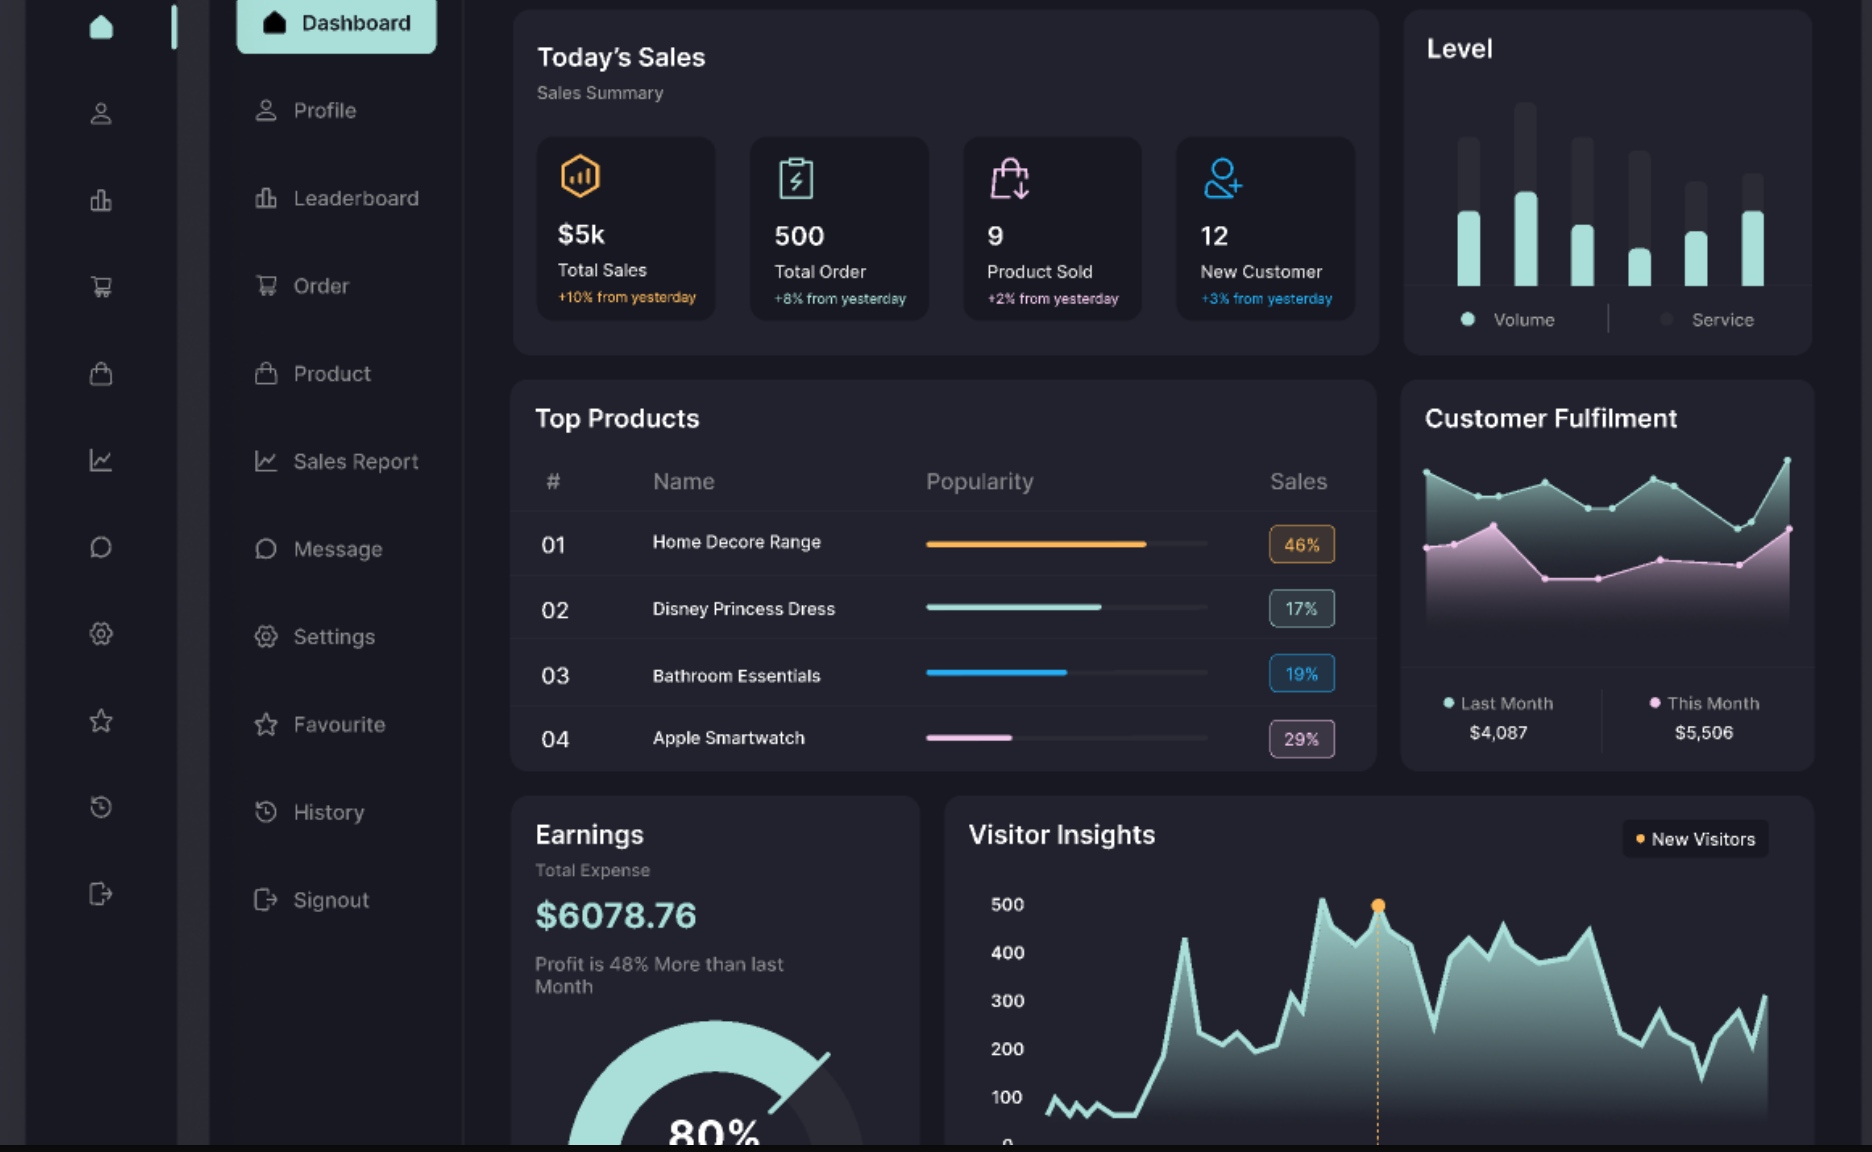 Dashboard
Profile
Leaderboard
Order
Product
Sales Report
Message
Settings
Favourite
History
Signout
Today’s Sales
Sales Summary
$5k
Total Sales
+10% from yesterday
500
Total Order
+8% from yesterday
9
Product Sold
+2% from yesterday
12
New Customer
+3% from yesterday
Level
Volume
Service
Top Products
# Name Popularity Sales
01 Home Decore Range 46%
02 Disney Princess Dress 17%
03 Bathroom Essentials 19%
04 Apple Smartwatch 29%
Customer Fulfilment
Last Month
$4,087
This Month
$5,506
Earnings
Total Expense
$6078.76
Profit is 48% More than last
Month
80%
Visitor Insights
New Visitors
500
400
300
200
100
0